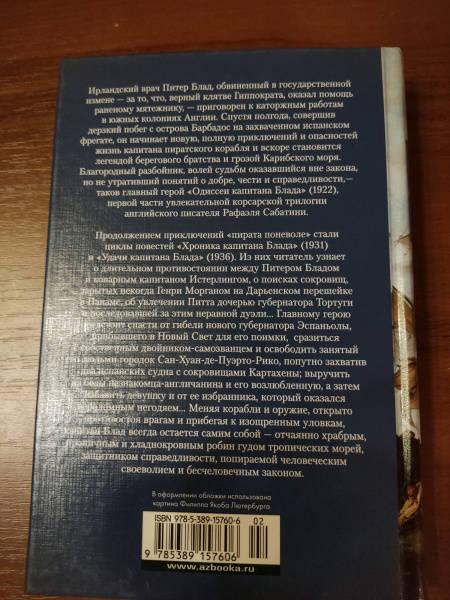 Ирландский врач Питер Блад, обвиненный в государственной
измене — за то, что, верный клятве Гиппократа, оказал помощь
раненому мятежнику, — приговорен к каторжным работам
в южных колониях Англии. Спустя полгода, совершив
дерзкий побег с острова Барбадос на захваченном испанском
фрегате, он начинает новую, полную приключений и опасностей
жизнь капитана пиратского корабля и вскоре становится
легендой берегового братства и грозой Карибского моря.
Благородный разбойник, волей судьбы оказавшийся вне закона,
но не утративший понятий о добре, чести и справедливости,—
таков главный герой «Одиссеи капитана Блада» (1922),
первой части увлекательной корсарской трилогии
английского писателя Рафаэля Сабатини.
Продолжением приключений «пирата поневоле» стали
циклы повестей «Хроника капитана Блада» (1931)
и «Удачи капитана Блада» (1936). Из них читатель узнает
о длительном противостоянии между Питером Бладом
и коварным капитаном Истерлингом, о поисках сокровищ,
зарытых некогда Генри Морганом на Дарьенском перешейке
в Панаме, об увлечении Питта дочерью губернатора Тортуги
и последовавшей за этим неравной дуэли... Главному герою
спасти от гибели нового губернатора Эспаньолы,
в Новый Свет для его поимки, сразиться
двойником-самозванцем и освободить занятый
городок Сан-Хуан-де-Пуэрто-Рико, попутно захватив
испанских судна с сокровищами Картахены; выручить
незнакомца-англичанина и его возлюбленную, а затем
девушку и от ее избранника, который оказался
негодяем... Меняя корабли и оружие, открыто
врагам и прибегая к изощренным уловкам,
Блад всегда остается самим собой — отчаянно храбрым,
и хладнокровным робин гудом тропических морей,
защитником справедливости, попираемой человеческим
своеволием и бесчеловечным законом.
В оформлении обложки использована
картина Филиппа Якоба Лютербурга
ISBN 978-5-389-15760-6 02
9 785389 157606
www.azbooka.ru